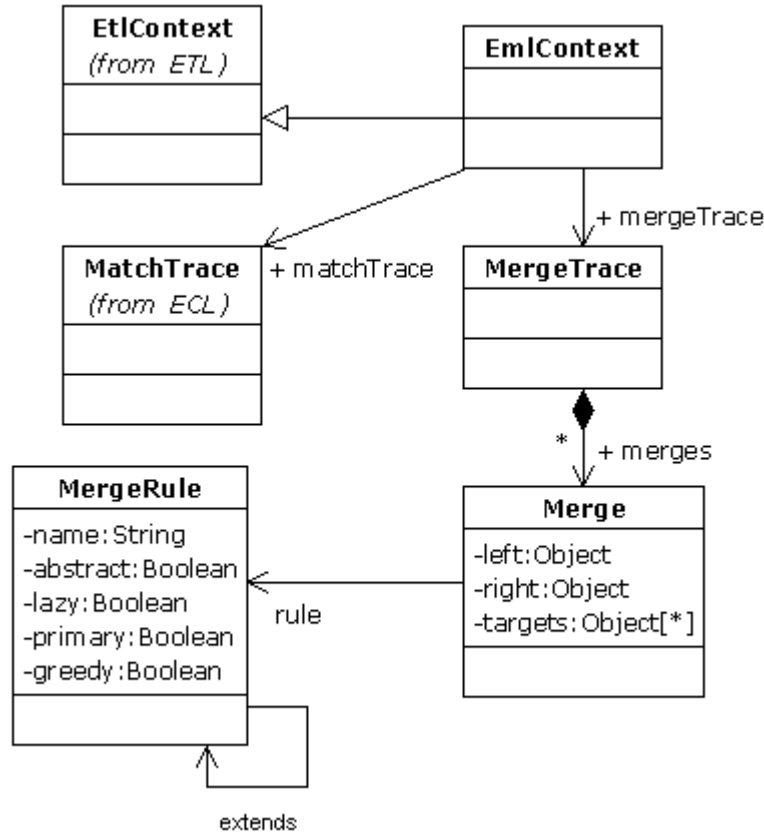 EtlContext
(from ETL)
EmlContext
+ mergeTrace
MatchTrace
(from ECL)
+ matchTrace
MergeTrace
*
+ merges
MergeRule
-name:String
-abstract:Boolean
-lazy:Boolean
-primary:Boolean
-greedy:Boolean
rule
Merge
-left:Object
-right:Object
-targets:Object[*]
extends